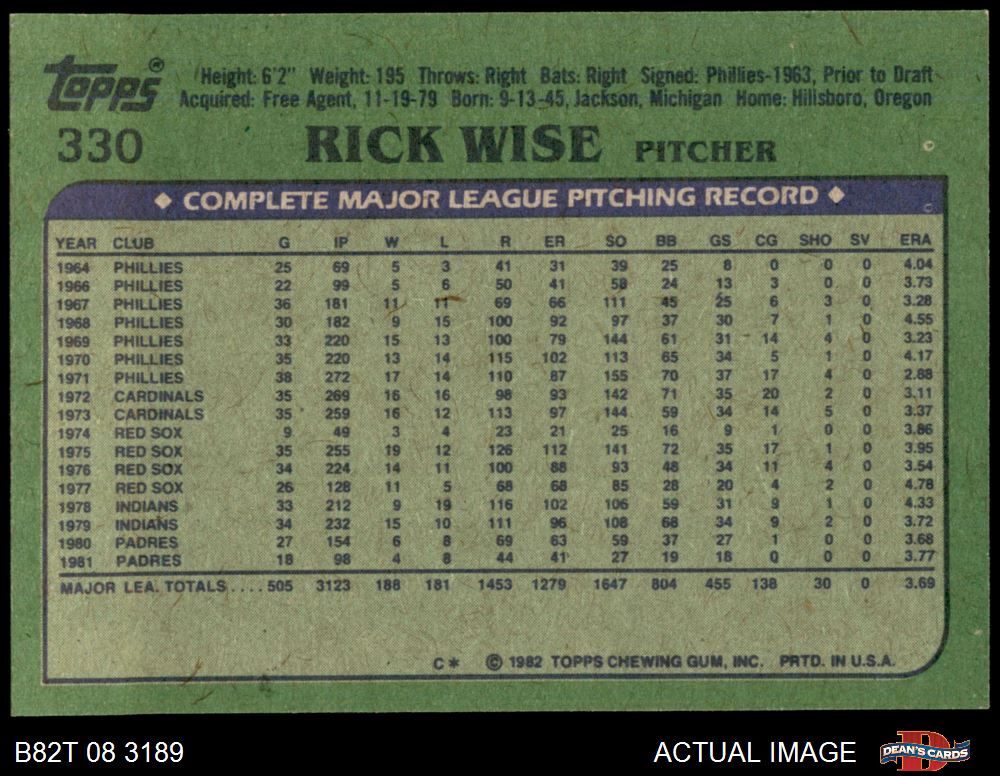 topps® Height: 6'2" Weight: 195 Throws: Right Bats: Right Signed: Phillies-1963, Prior to Draft
Acquired: Free Agent, 11-19-79 Born: 9-13-45, Jackson, Michigan Home: Hillsboro, Oregon
330 RICK WISE PITCHER
◆ COMPLETE MAJOR LEAGUE PITCHING RECORD ◆
YEAR CLUB G IP W L R ER SO BB GS CG SHO SV ERA
1964 PHILLIES 25 69 5 3 41 31 39 25 8 0 0 0 4.04
1966 PHILLIES 22 99 5 6 50 41 58 24 13 3 0 0 3.73
1967 PHILLIES 36 181 11 11 69 66 111 45 25 6 3 0 3.28
1968 PHILLIES 30 182 9 15 100 92 97 37 30 7 1 0 4.55
1969 PHILLIES 33 220 15 13 100 79 144 61 31 14 4 0 3.23
1970 PHILLIES 35 220 13 14 115 102 113 65 34 5 1 0 4.17
1971 PHILLIES 38 272 17 14 110 87 155 70 37 17 4 0 2.88
1972 CARDINALS 35 269 16 16 98 93 142 71 35 20 2 0 3.11
1973 CARDINALS 35 259 16 12 113 97 144 59 34 14 5 0 3.37
1974 RED SOX 9 49 3 4 23 21 25 16 9 1 0 0 3.86
1975 RED SOX 35 255 19 12 126 112 141 72 35 17 1 0 3.95
1976 RED SOX 34 224 14 11 100 88 93 48 34 11 4 0 3.54
1977 RED SOX 26 128 11 5 68 68 85 28 20 4 2 0 4.78
1978 INDIANS 33 212 9 19 116 102 106 59 31 9 1 0 4.33
1979 INDIANS 34 232 15 10 111 96 108 68 34 9 2 0 3.72
1980 PADRES 27 154 6 8 69 63 59 37 27 1 0 0 3.68
1981 PADRES 18 98 4 8 44 41 27 19 18 0 0 0 3.77
MAJOR LEA. TOTALS.... 505 3123 188 181 1453 1279 1647 804 455 138 30 0 3.69
C* © 1982 TOPPS CHEWING GUM, INC. PRTD. IN U.S.A.
B82T 08 3189 ACTUAL IMAGE D DEAN'S CARDS